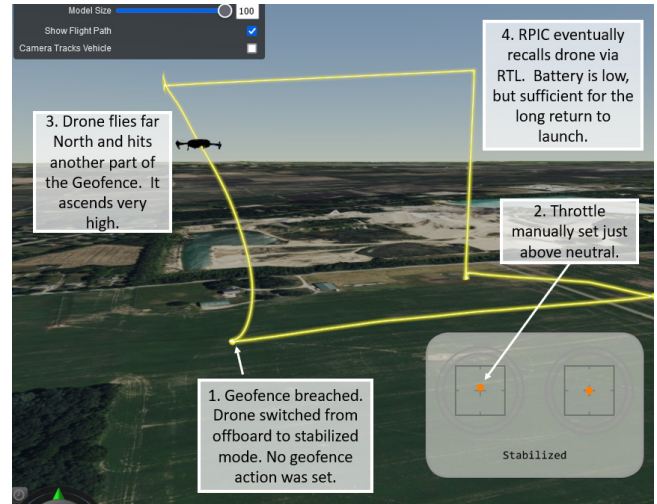 Model Size 100
Show Flight Path
Camera Tracks Vehicle
4. RPIC eventually
recalls drone via
RTL. Battery is low,
but sufficient for the
long return to
launch.
3. Drone flies far
North and hits
another part of
the Geofence. It
ascends very
high.
2. Throttle
manually set just
above neutral.
1. Geofence breached.
Drone switched from
offboard to stabilized
mode. No geofence
action was set.
Stabilized